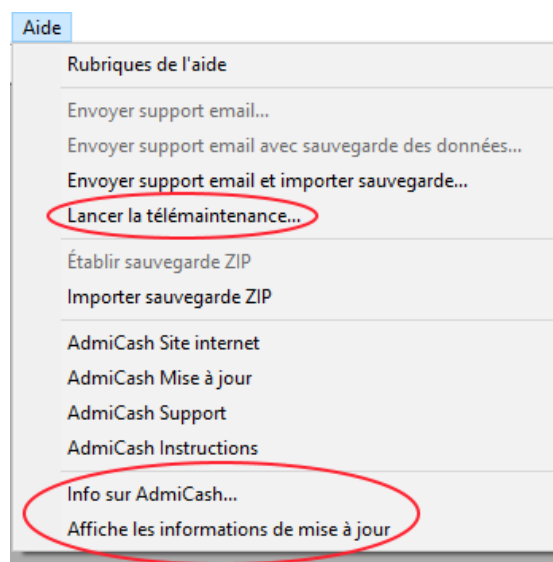 Aide
Rubriques de l'aide
Envoyer support email...
Envoyer support email avec sauvegarde des données...
Envoyer support email et importer sauvegarde...
Lancer la télémaintenance...
Établir sauvegarde ZIP
Importer sauvegarde ZIP
AdmiCash Site internet
AdmiCash Mise à jour
AdmiCash Support
AdmiCash Instructions
Info sur AdmiCash...
Affiche les informations de mise à jour